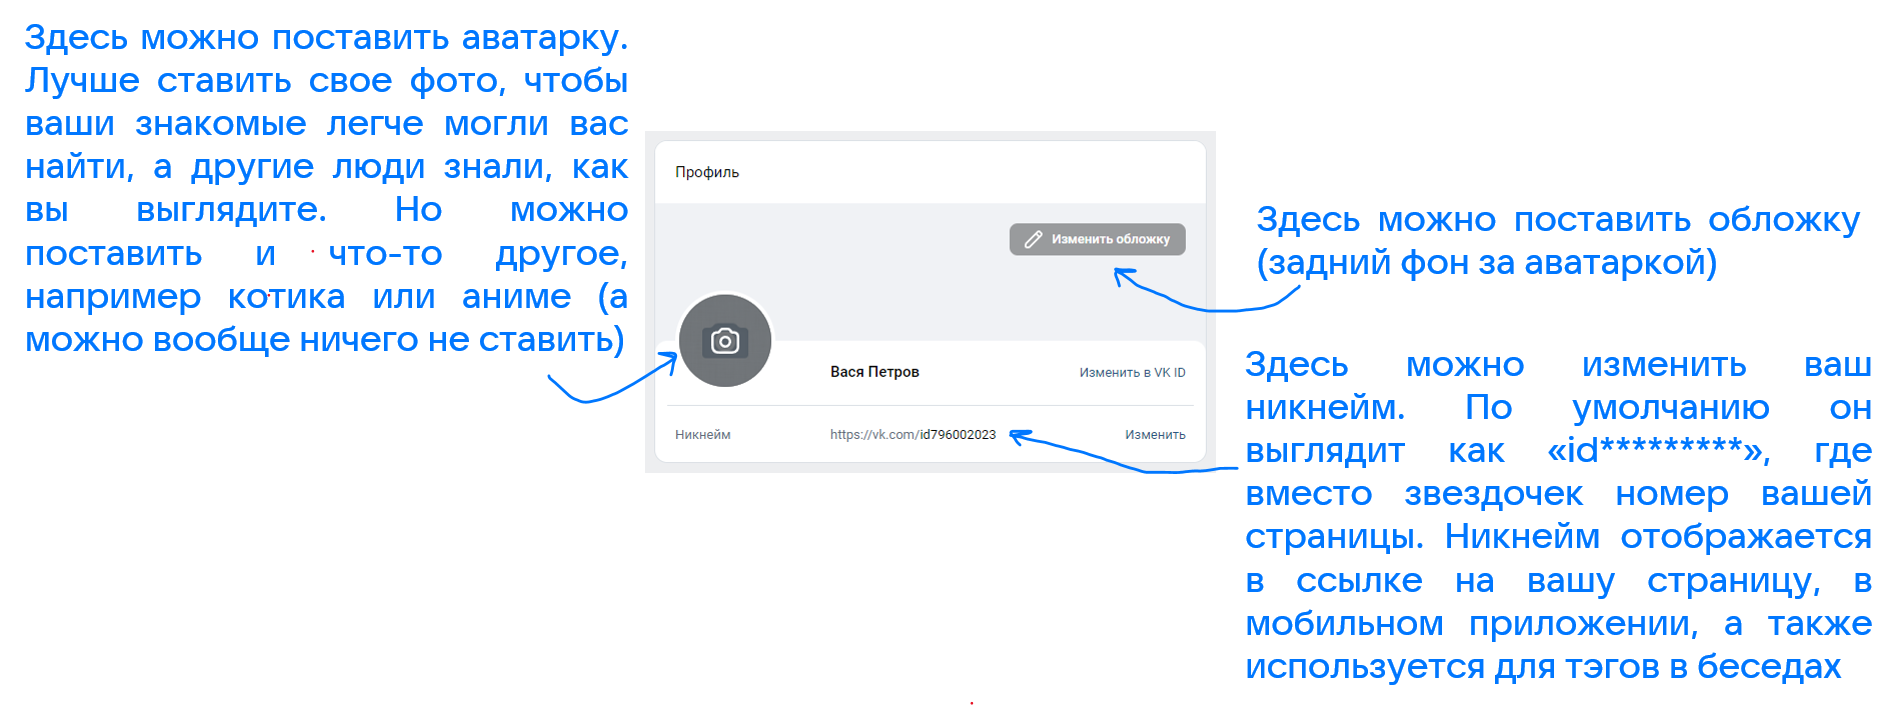 Здесь можно поставить аватарку.
Лучше ставить свое фото, чтобы
ваши знакомые легче могли вас
найти, а другие люди знали, как
вы выглядите. Но можно
поставить и что-то другое,
например котика или аниме (а
можно вообще ничего не ставить)
Профиль
Изменить обложку
Вася Петров
Изменить в VK ID
Никнейм
https://vk.com/id796002023
Изменить
Здесь можно поставить обложку
(задний фон за аватаркой)
Здесь можно изменить ваш
никнейм. По умолчанию он
выглядит как «id*********», где
вместо звездочек номер вашей
страницы. Никнейм отображается
в ссылке на вашу страницу, в
мобильном приложении, а также
используется для тэгов в беседах